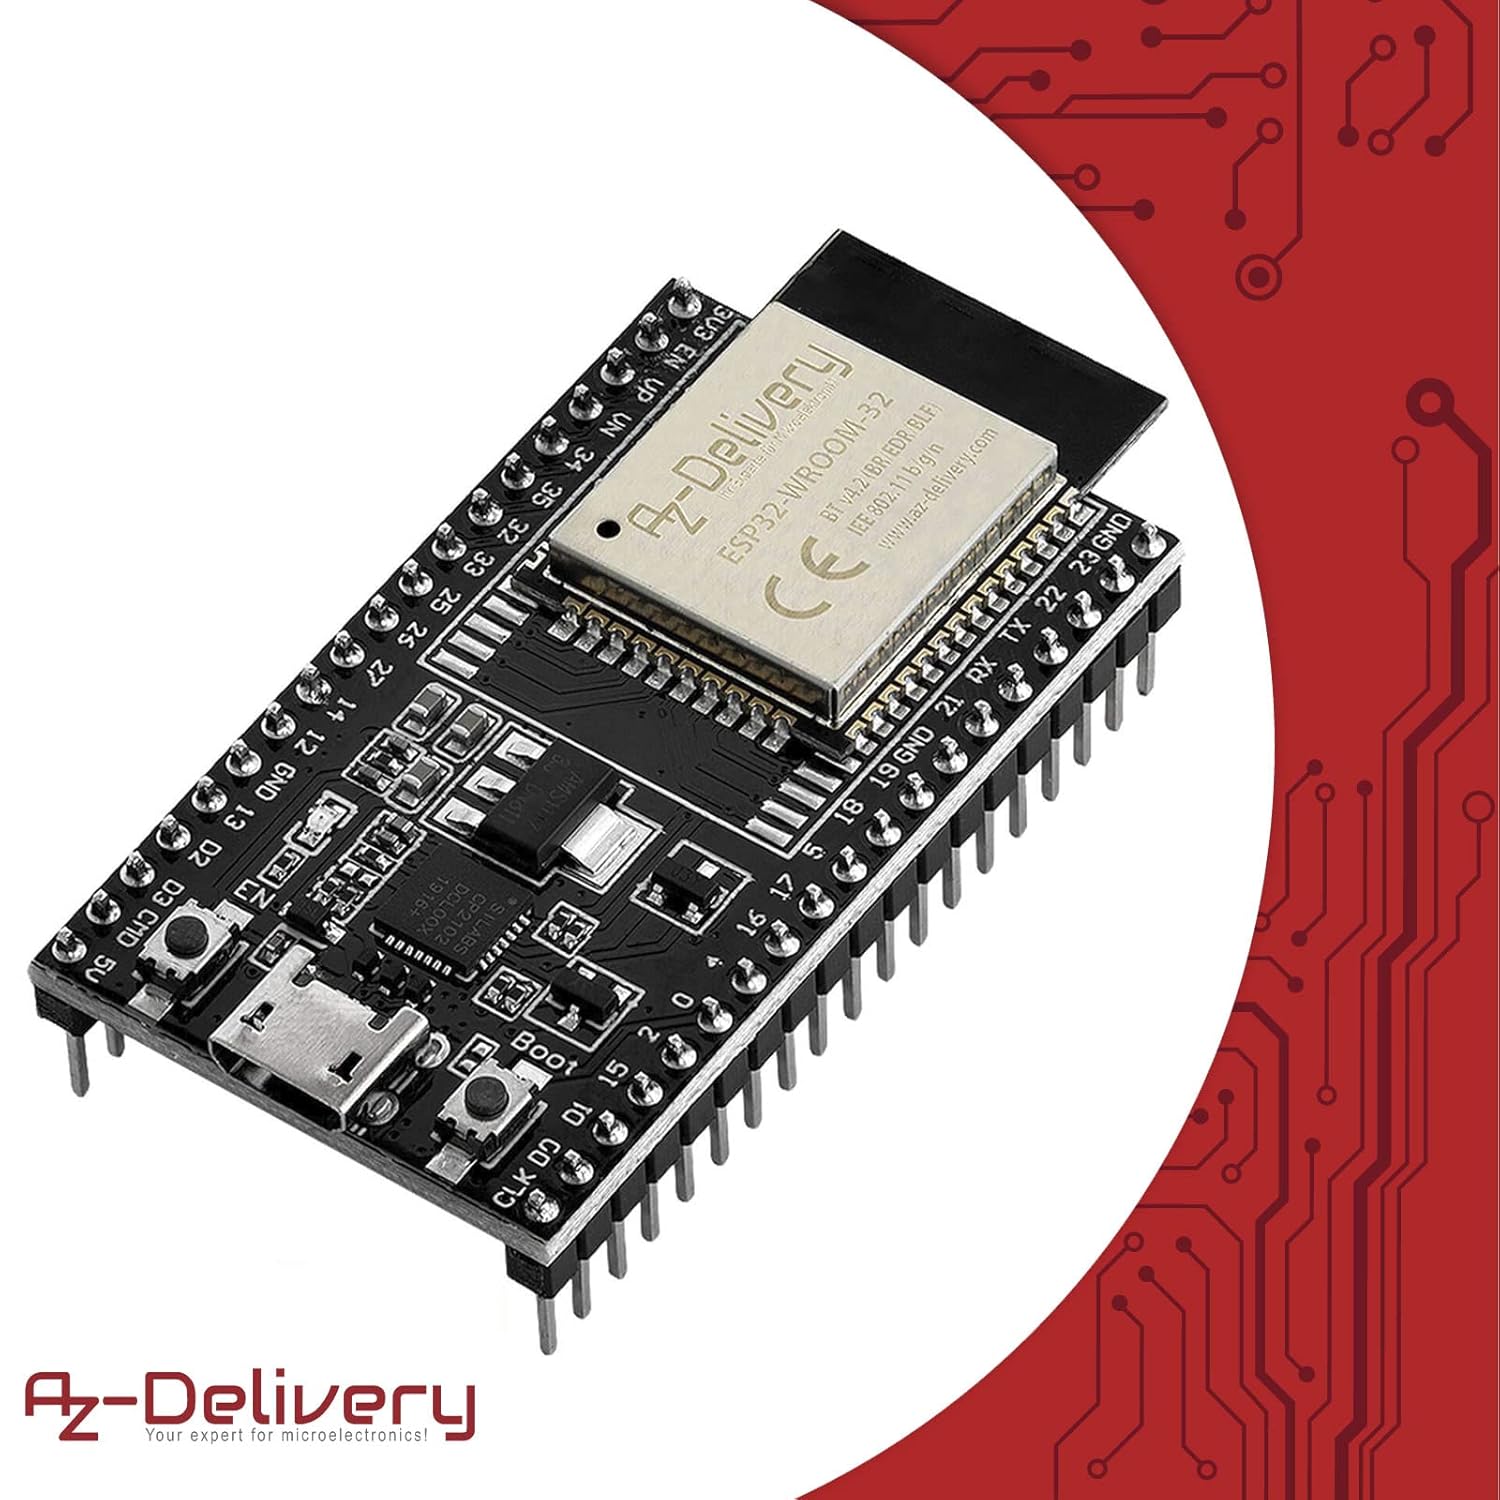 3V3
EN
VP
VN
34
35
32
33
25
26
27
14
12
GND
13
D2
D3
CMD
5V
Az-Delivery
ESP32-WROOM-32
BT v4.2(BR/EDR/BLF)
IEE 802.11 b/g/n
www.az-delivery.com
CE
GND
23
22
TX
RX
21
GND
19
18
5
17
16
4
0
2
15
D1
D0
CLK
EN
SILABS
CP2102
DCL00X
1916+
Boot
Az-Delivery
Your expert for microelectronics!